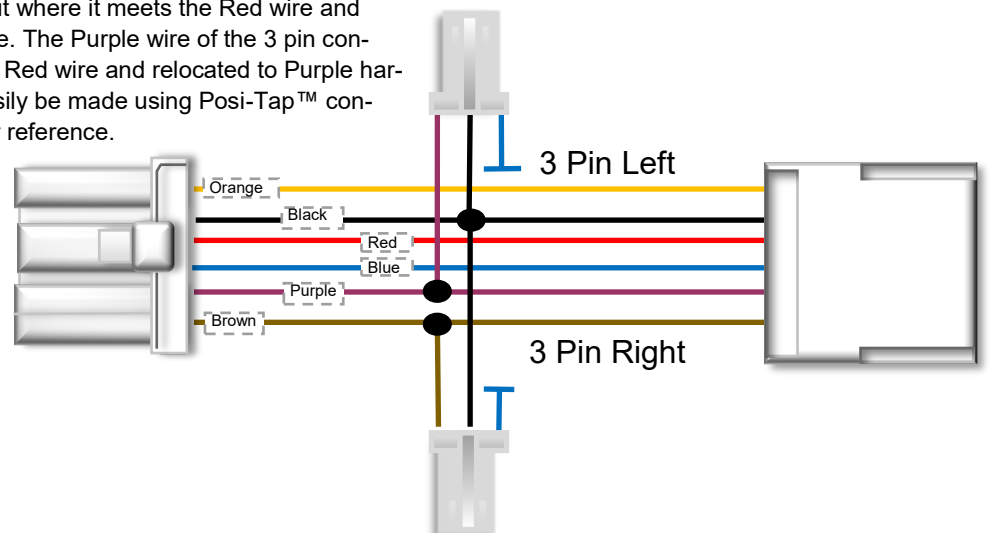 ut where it meets the Red wire and
e. The Purple wire of the 3 pin con-
Red wire and relocated to Purple har-
sily be made using Posi-Tap™ con-
reference.
3 Pin Left
Orange
Black
Red
Blue
Purple
Brown
3 Pin Right